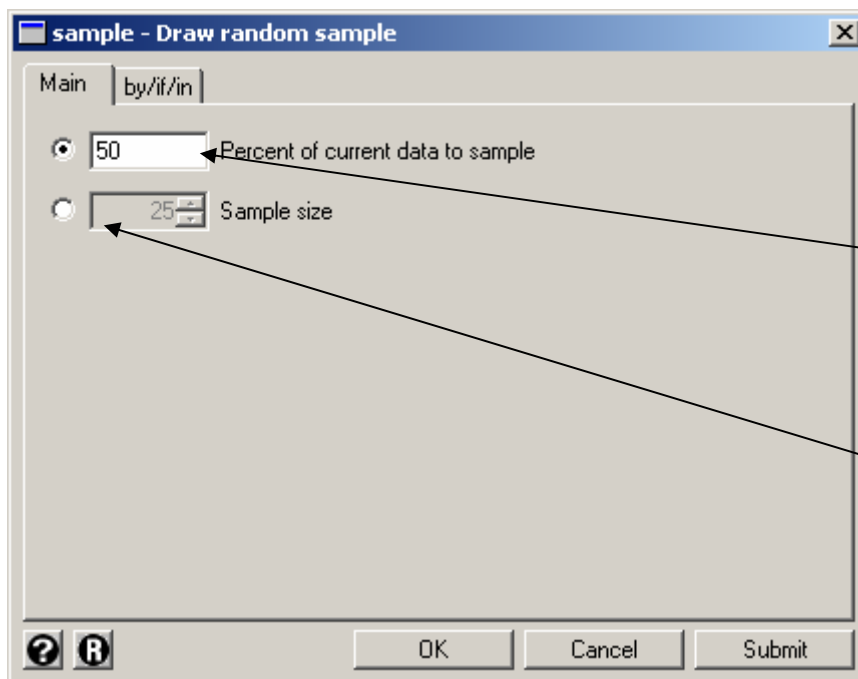 sample - Draw random sample
Main by/if/in
50 Percent of current data to sample
25 Sample size
? R OK Cancel Submit